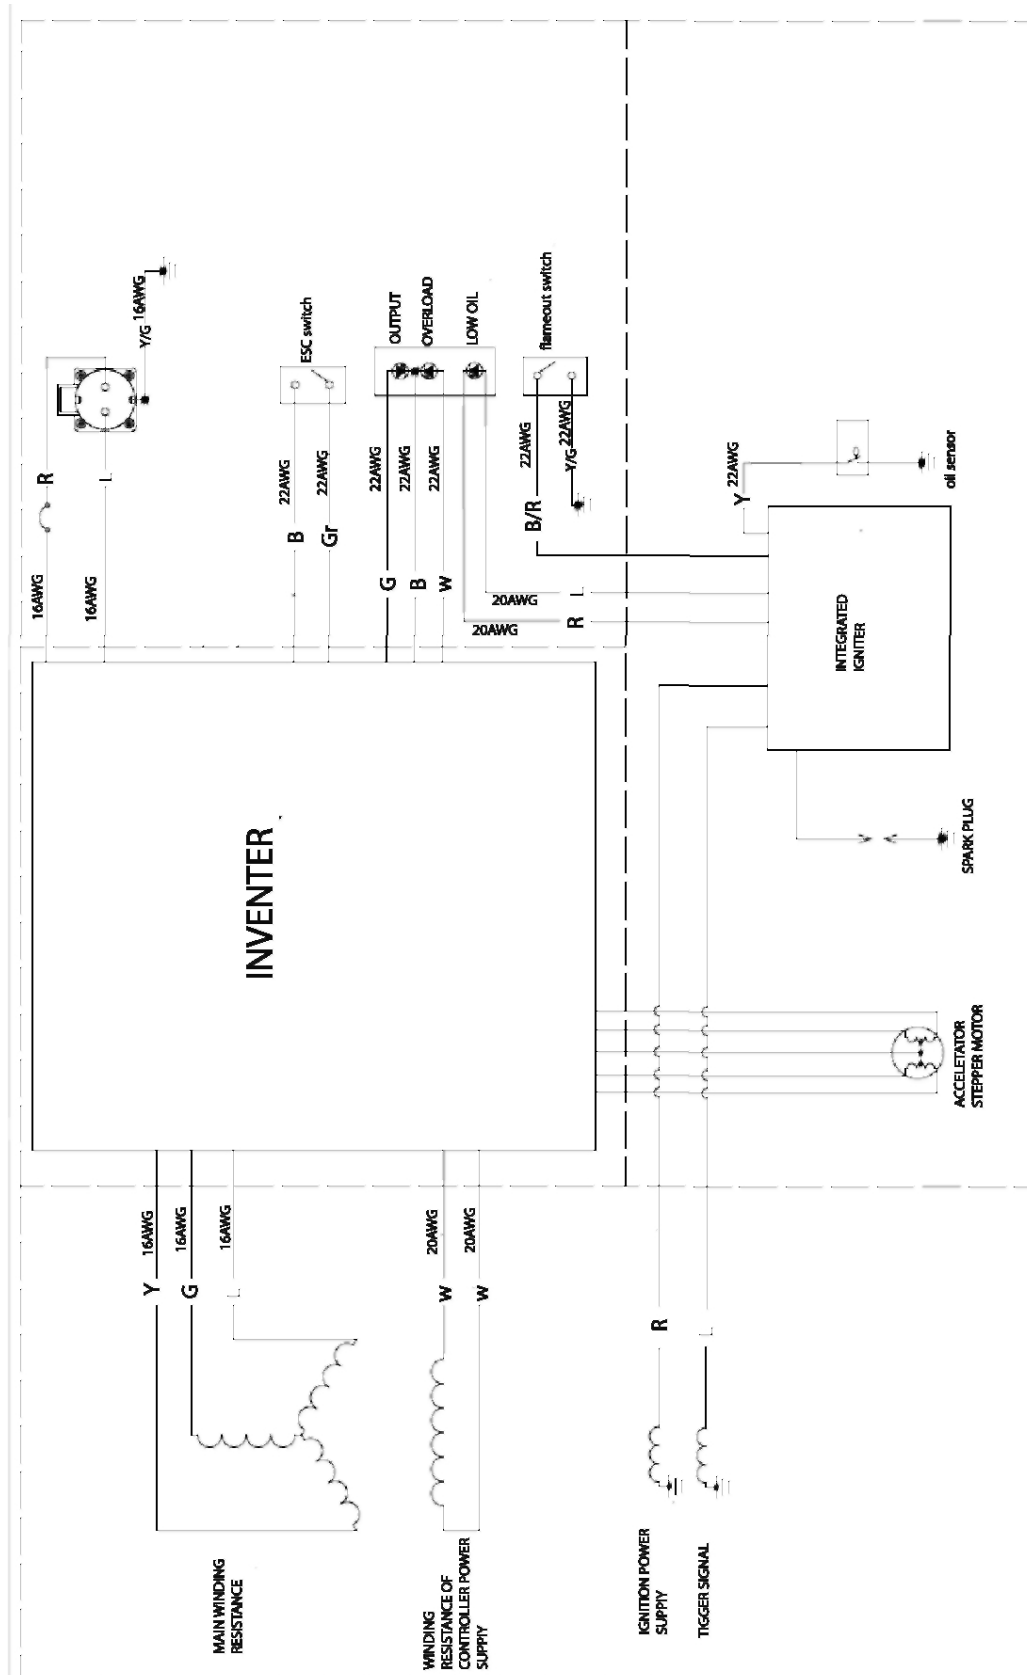 Y/G 16AWG
R
L
16AWG
16AWG
ESC switch
22AWG
22AWG
B
Gr
OUTPUT
OVERLOAD
LOW OIL
22AWG
22AWG
22AWG
G
B
W
flameout switch
22AWG
22AWG
Y/G
B/R
20AWG
L
20AWG
R
22AWG
Y
oil sensor
INTEGRATED
IGNITER
INVENTER
SPARK PLUG
ACCELETATOR
STEPPER MOTOR
16AWG
16AWG
16AWG
Y
G
L
20AWG
20AWG
W
W
R
L
MAIN WINDING
RESISTANCE
WINDING
RESISTANCE OF
CONTROLLER POWER
SUPPLY
IGNITION POWER
SUPPIY
TIGGER SIGNAL